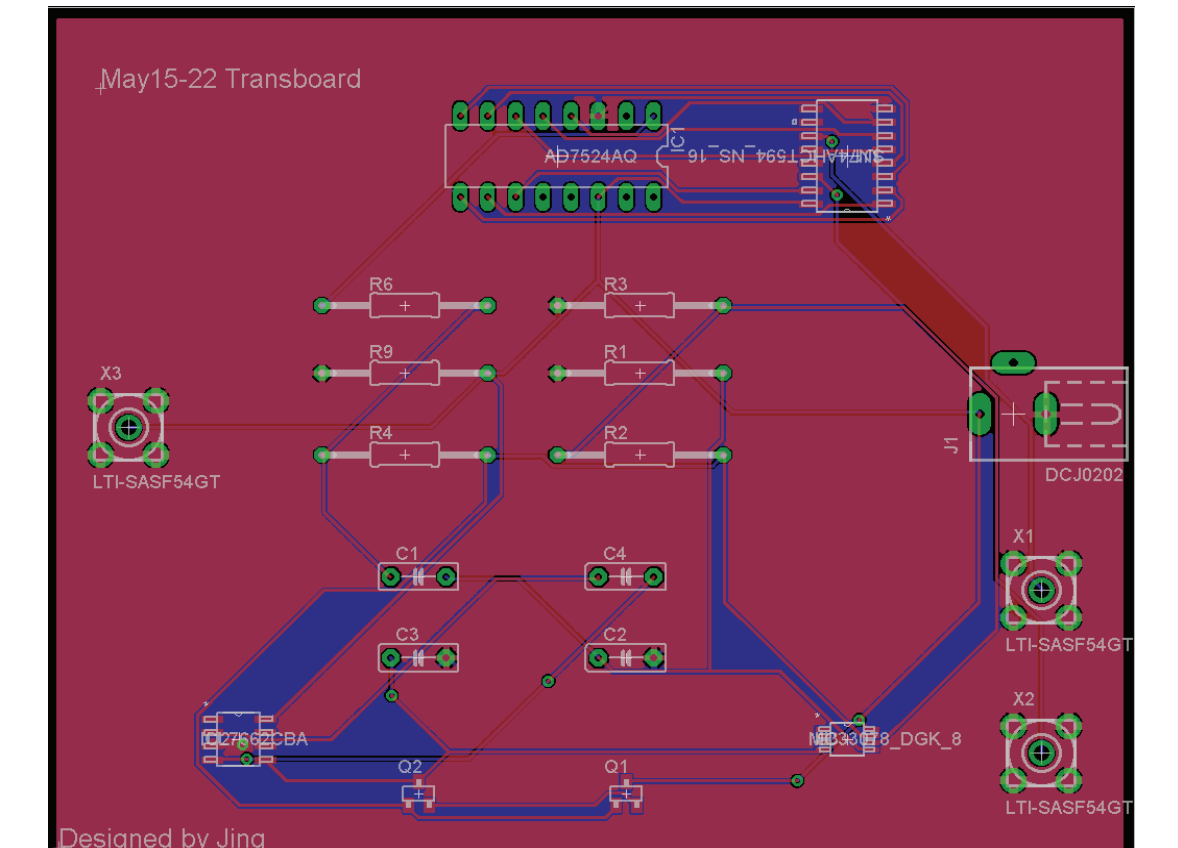 May15-22 Transboard
IC1
AD7524AQ
R6
R3
R9
R1
X3
R4
R2
J1
LTI-SASF54GT
DCJ0202
C1
C4
X1
C3
C2
LTI-SASF54GT
X2
MC33078_DGK_8
Q2
Q1
LTI-SASF54GT
Designed by Jing